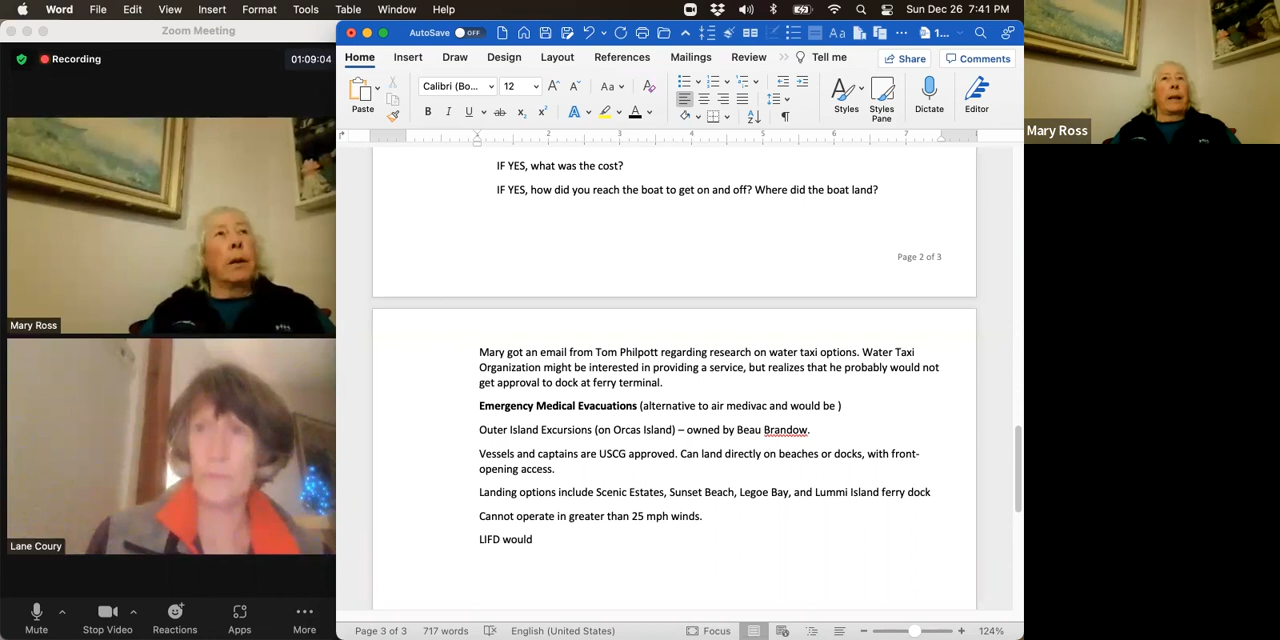 Word File Edit View Insert Format Tools Table Window Help Sun Dec 26 7:41 PM
Zoom Meeting
AutoSave OFF 1...
Recording 01:09:04
Home Insert Draw Design Layout References Mailings Review Tell me Share Comments
Calibri (Bo... 12
Paste Styles Styles Pane Dictate Editor
2 3 4 5 6 7
IF YES, what was the cost?
IF YES, how did you reach the boat to get on and off? Where did the boat land?
Page 2 of 3
Mary got an email from Tom Philpott regarding research on water taxi options. Water Taxi
Organization might be interested in providing a service, but realizes that he probably would not
get approval to dock at ferry terminal.
Emergency Medical Evacuations (alternative to air medivac and would be )
Outer Island Excursions (on Orcas Island) – owned by Beau Brandow.
Vessels and captains are USCG approved. Can land directly on beaches or docks, with front-
opening access.
Landing options include Scenic Estates, Sunset Beach, Legoe Bay, and Lummi Island ferry dock
Cannot operate in greater than 25 mph winds.
LIFD would
Mary Ross
Lane Coury
Mary Ross
Mute Stop Video Reactions Apps More
Page 3 of 3 717 words English (United States) Focus 124%